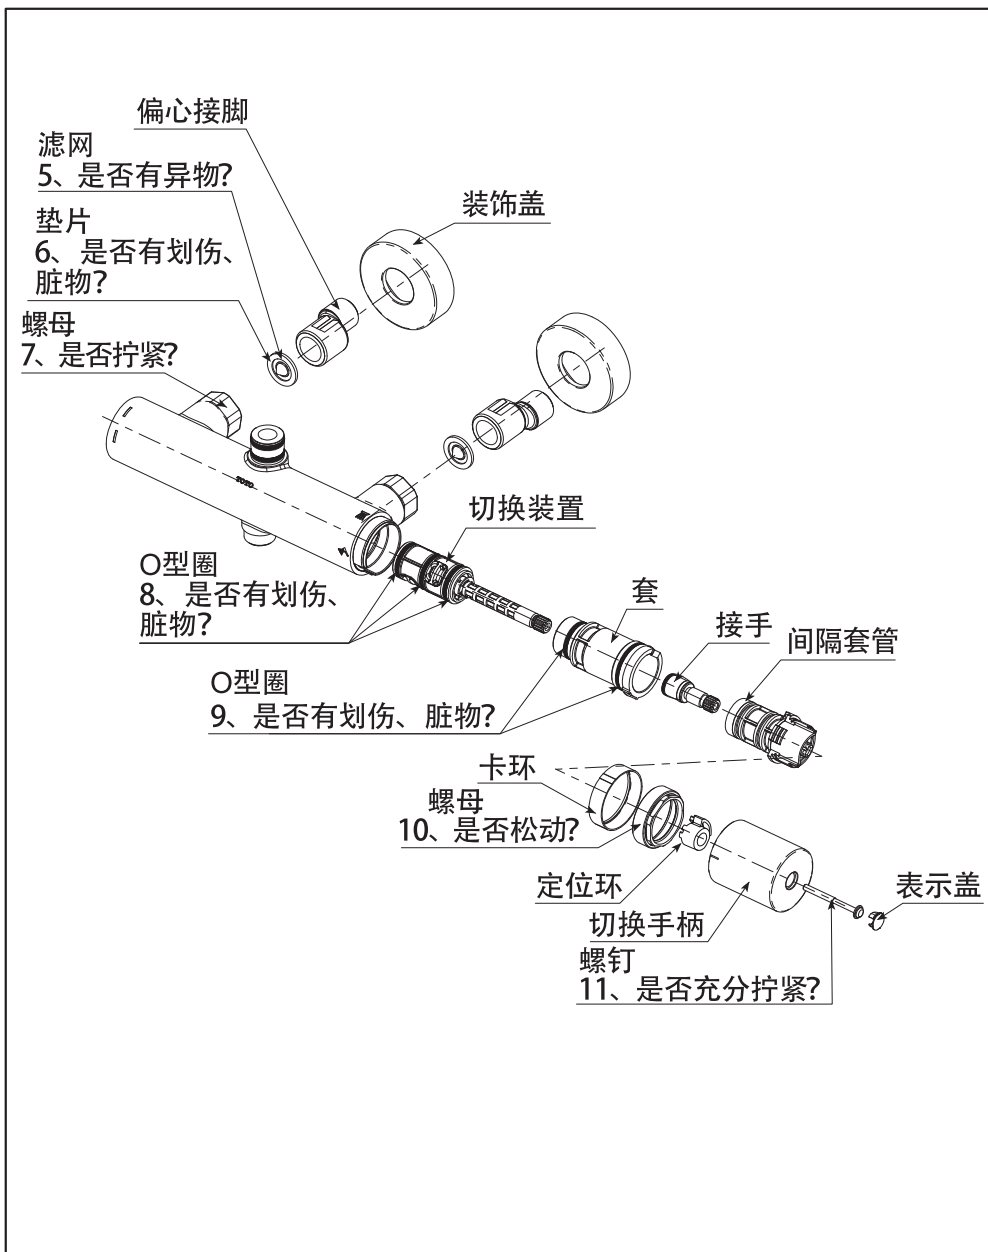 偏心接脚
滤网
5、是否有异物?
装饰盖
垫片
6、是否有划伤、
脏物?
螺母
7、是否拧紧?
TOTO
切换装置
O型圈
8、是否有划伤、
脏物?
套
接手
间隔套管
O型圈
9、是否有划伤、脏物?
卡环
螺母
10、是否松动?
定位环
表示盖
切换手柄
螺钉
11、是否充分拧紧?